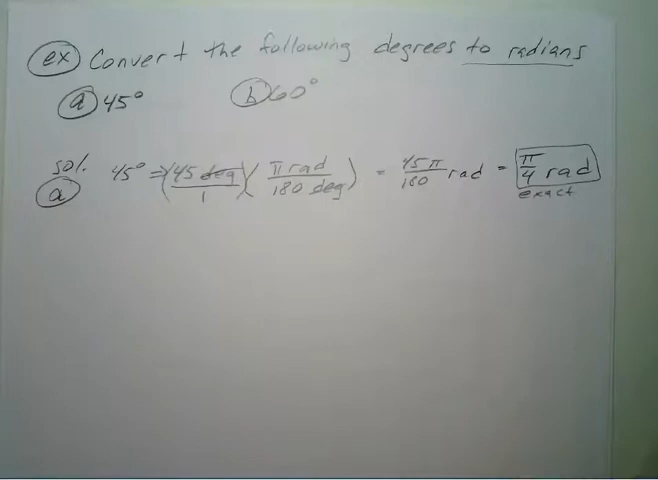 ex Convert the following degrees to radians
a 45° b 60°
sol.
a 45° = (45 deg / 1)(π rad / 180 deg) = 45π / 180 rad = π / 4 rad
exact